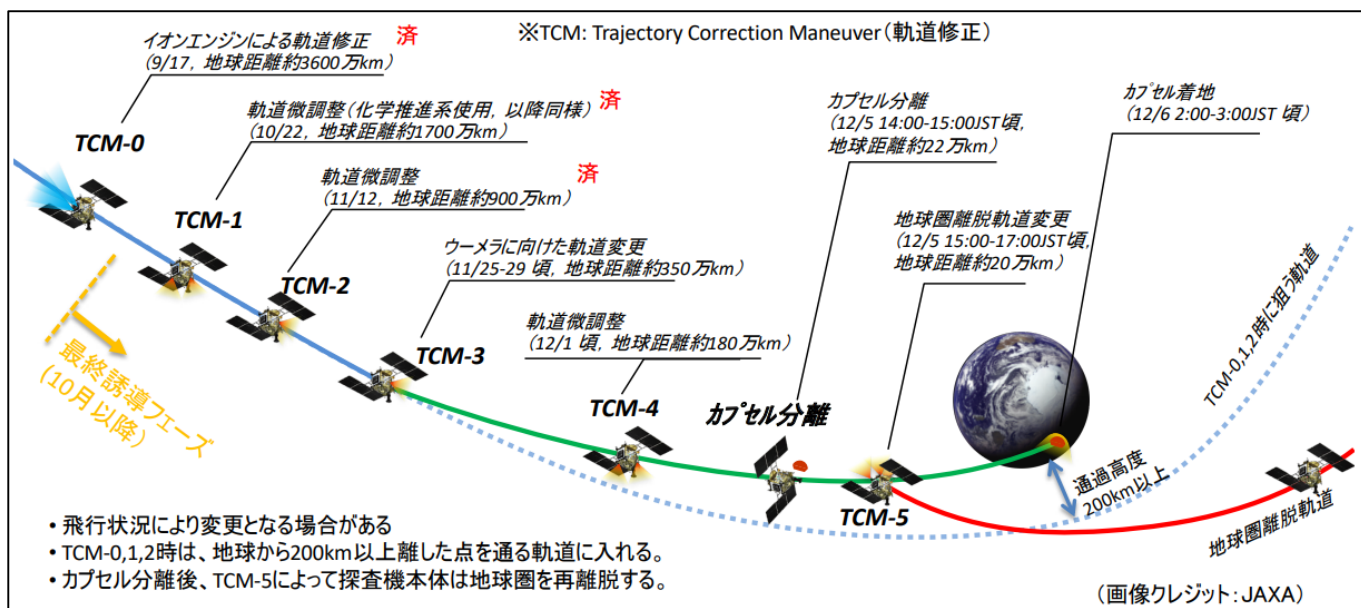 ※TCM: Trajectory Correction Maneuver(軌道修正)
イオンエンジンによる軌道修正
(9/17, 地球距離約3600万km)
済
TCM-0
軌道微調整(化学推進系使用, 以降同様)
(10/22, 地球距離約1700万km)
済
TCM-1
軌道微調整
(11/12, 地球距離約900万km)
済
TCM-2
ウーメラに向けた軌道変更
(11/25-29 頃, 地球距離約350万km)
TCM-3
軌道微調整
(12/1 頃, 地球距離約180万km)
TCM-4
カプセル分離
(12/5 14:00-15:00JST頃,
地球距離約22万km)
カプセル分離
地球圏離脱軌道変更
(12/5 15:00-17:00JST頃,
地球距離約20万km)
TCM-5
カプセル着地
(12/6 2:00-3:00JST 頃)
TCM-0,1,2時に狙う軌道
通過高度
200km以上
地球圏離脱軌道
最終誘導フェーズ
(10月以降)
• 飛行状況により変更となる場合がある
• TCM-0,1,2時は、地球から200km以上離した点を通る軌道に入れる。
• カプセル分離後、TCM-5によって探査機本体は地球圏を再離脱する。
(画像クレジット:JAXA)